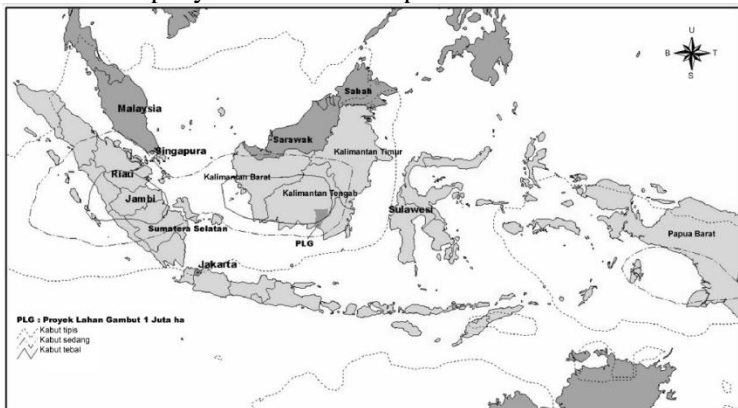 U
B T
S
Sabah
Malaysia
Sarawak
Singapura
Kalimantan Timur
Riau
Kalimantan Barat
Kalimantan Tengah
Jambi
Sulawesi
Sumatera Selatan
Papua Barat
PLG
Jakarta
PLG : Proyek Lahan Gambut 1 Juta ha
Kabut tipis
Kabut sedang
Kabut tebal